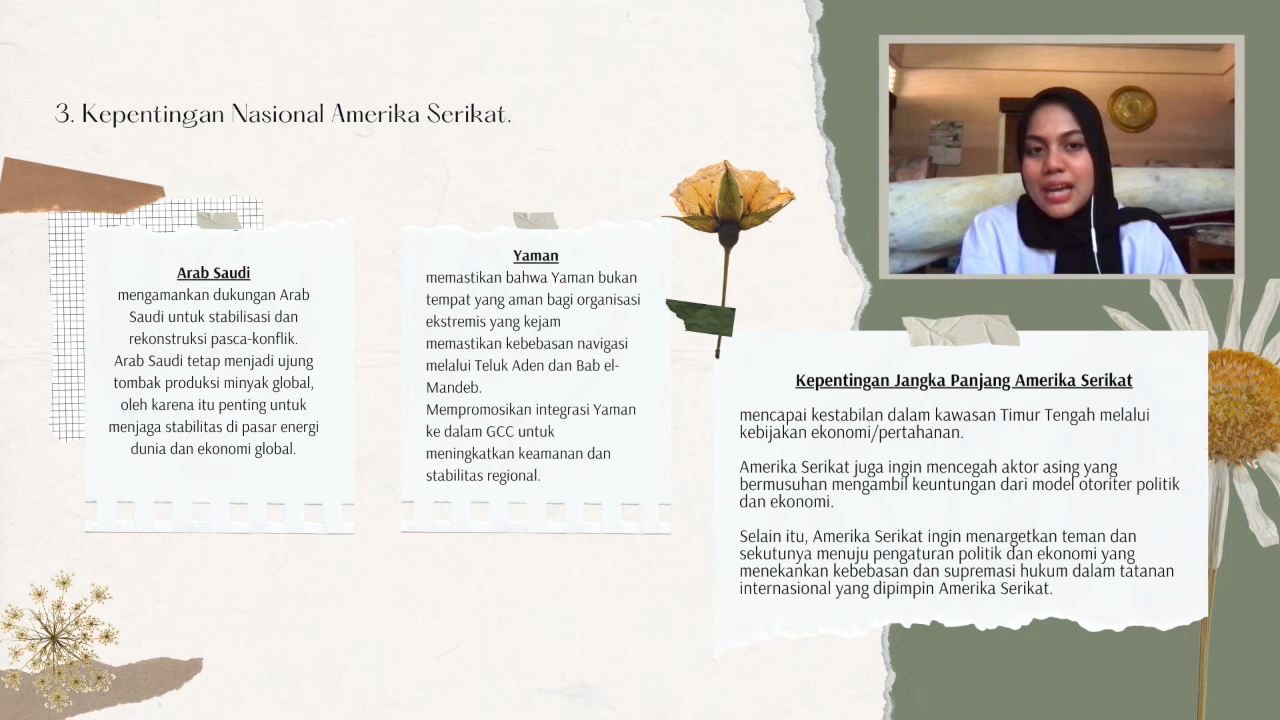 3. Kepentingan Nasional Amerika Serikat.
Arab Saudi
mengamankan dukungan Arab
Saudi untuk stabilisasi dan
rekonstruksi pasca-konflik.
Arab Saudi tetap menjadi ujung
tombak produksi minyak global,
oleh karena itu penting untuk
menjaga stabilitas di pasar energi
dunia dan ekonomi global.
Yaman
memastikan bahwa Yaman bukan
tempat yang aman bagi organisasi
ekstremis yang kejam
memastikan kebebasan navigasi
melalui Teluk Aden dan Bab el-
Mandeb.
Mempromosikan integrasi Yaman
ke dalam GCC untuk
meningkatkan keamanan dan
stabilitas regional.
Kepentingan Jangka Panjang Amerika Serikat
mencapai kestabilan dalam kawasan Timur Tengah melalui
kebijakan ekonomi/pertahanan.
Amerika Serikat juga ingin mencegah aktor asing yang
bermusuhan mengambil keuntungan dari model otoriter politik
dan ekonomi.
Selain itu, Amerika Serikat ingin menargetkan teman dan
sekutunya menuju pengaturan politik dan ekonomi yang
menekankan kebebasan dan supremasi hukum dalam tatanan
internasional yang dipimpin Amerika Serikat.